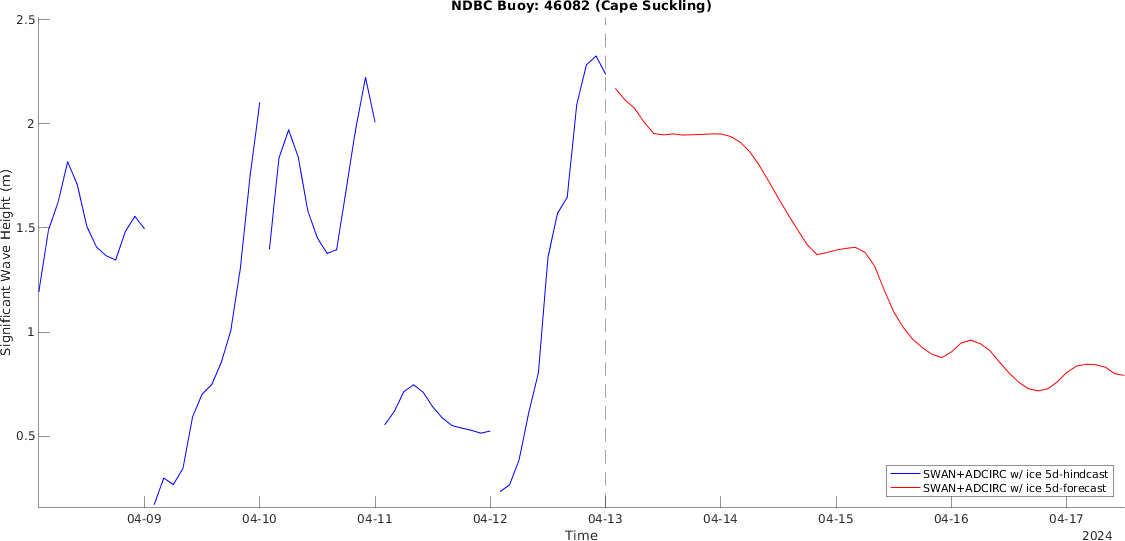 NDBC Buoy: 46082 (Cape Suckling)
2.5
2
1.5
1
0.5
Significant Wave Height (m)
04-09 04-10 04-11 04-12 04-13 04-14 04-15 04-16 04-17
Time
2024
SWAN+ADCIRC w/ ice 5d-hindcast
SWAN+ADCIRC w/ ice 5d-forecast